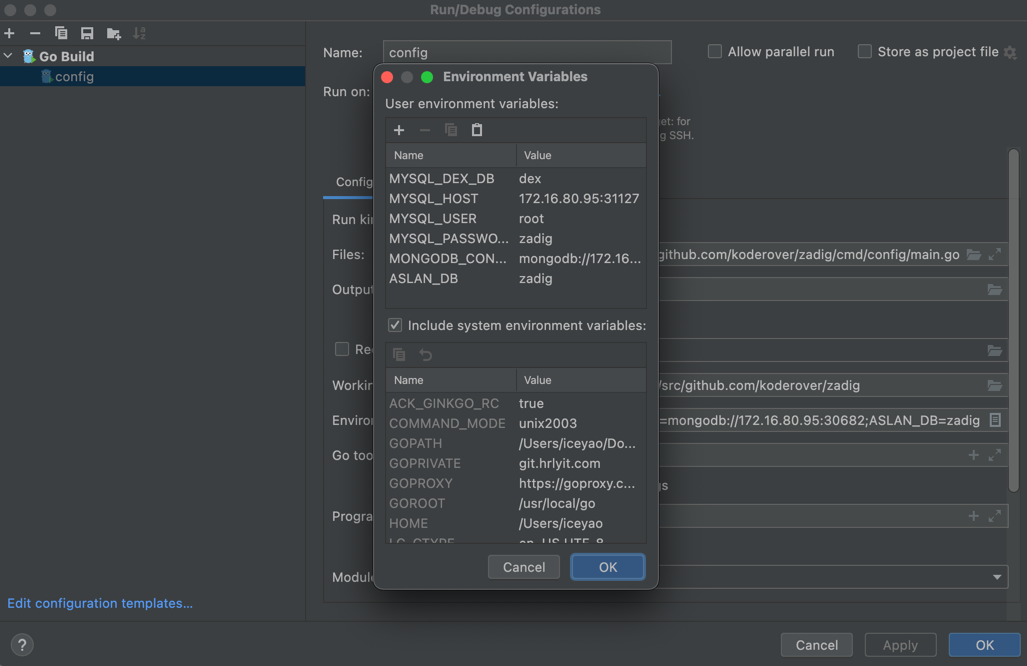 Run/Debug Configurations
Go Build
config
Edit configuration templates...
Name: config
Allow parallel run
Store as project file
Run on:
et: for
g SSH.
Config
Run ki
Files: github.com/koderover/zadig/cmd/config/main.go
Output
Re
Workin /src/github.com/koderover/zadig
Enviro =mongodb://172.16.80.95:30682;ASLAN_DB=zadig
Go too
gs
Progra
Module
Environment Variables
User environment variables:
Name Value
MYSQL_DEX_DB dex
MYSQL_HOST 172.16.80.95:31127
MYSQL_USER root
MYSQL_PASSWO... zadig
MONGODB_CON... mongodb://172.16...
ASLAN_DB zadig
Include system environment variables:
Name Value
ACK_GINKGO_RC true
COMMAND_MODE unix2003
GOPATH /Users/iceyao/Do...
GOPRIVATE git.hrlyit.com
GOPROXY https://goproxy.c...
GOROOT /usr/local/go
HOME /Users/iceyao
Cancel OK
? Cancel Apply OK